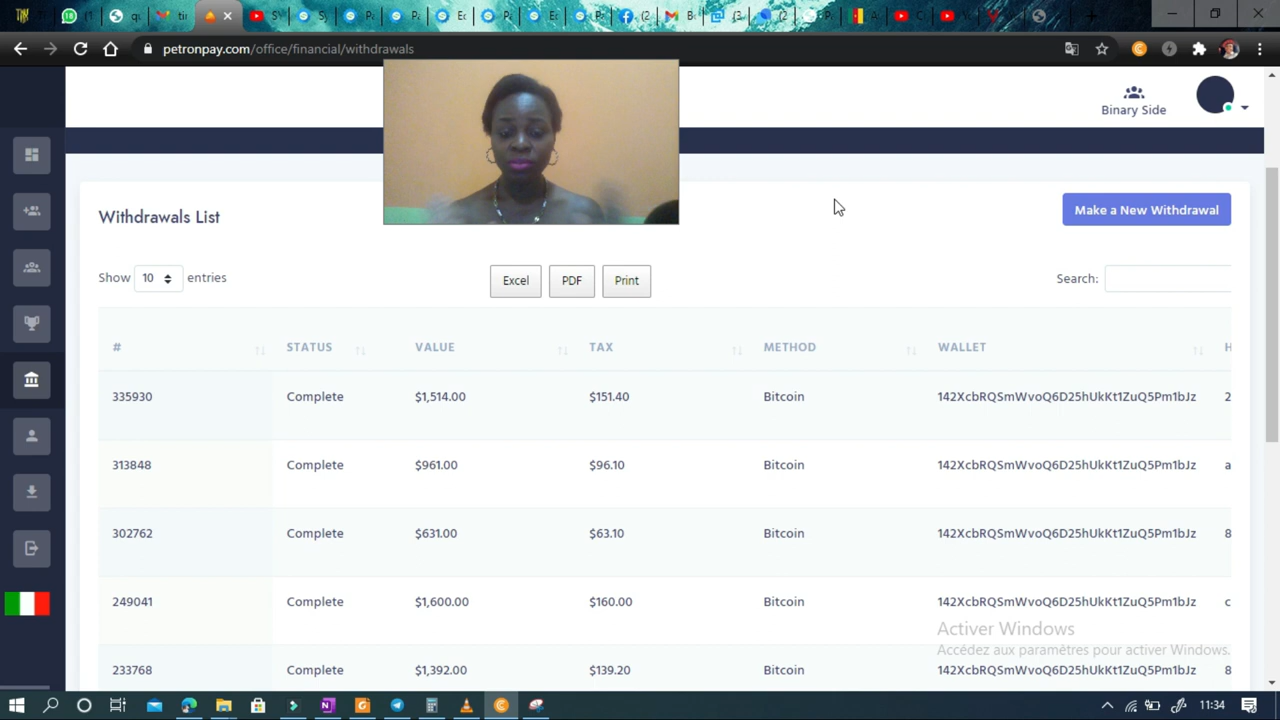 petronpay.com/office/financial/withdrawals
Binary Side
Withdrawals List
Make a New Withdrawal
Show 10 entries
Excel PDF Print
Search:
# STATUS VALUE TAX METHOD WALLET H
335930 Complete $1,514.00 $151.40 Bitcoin 142XcbRQSmWvoQ6D25hUkKt1ZuQ5Pm1bJz 2
313848 Complete $961.00 $96.10 Bitcoin 142XcbRQSmWvoQ6D25hUkKt1ZuQ5Pm1bJz a
302762 Complete $631.00 $63.10 Bitcoin 142XcbRQSmWvoQ6D25hUkKt1ZuQ5Pm1bJz 8
249041 Complete $1,600.00 $160.00 Bitcoin 142XcbRQSmWvoQ6D25hUkKt1ZuQ5Pm1bJz c
Activer Windows
Accédez aux paramètres pour activer Windows.
233768 Complete $1,392.00 $139.20 Bitcoin 142XcbRQSmWvoQ6D25hUkKt1ZuQ5Pm1bJz 8
11:34